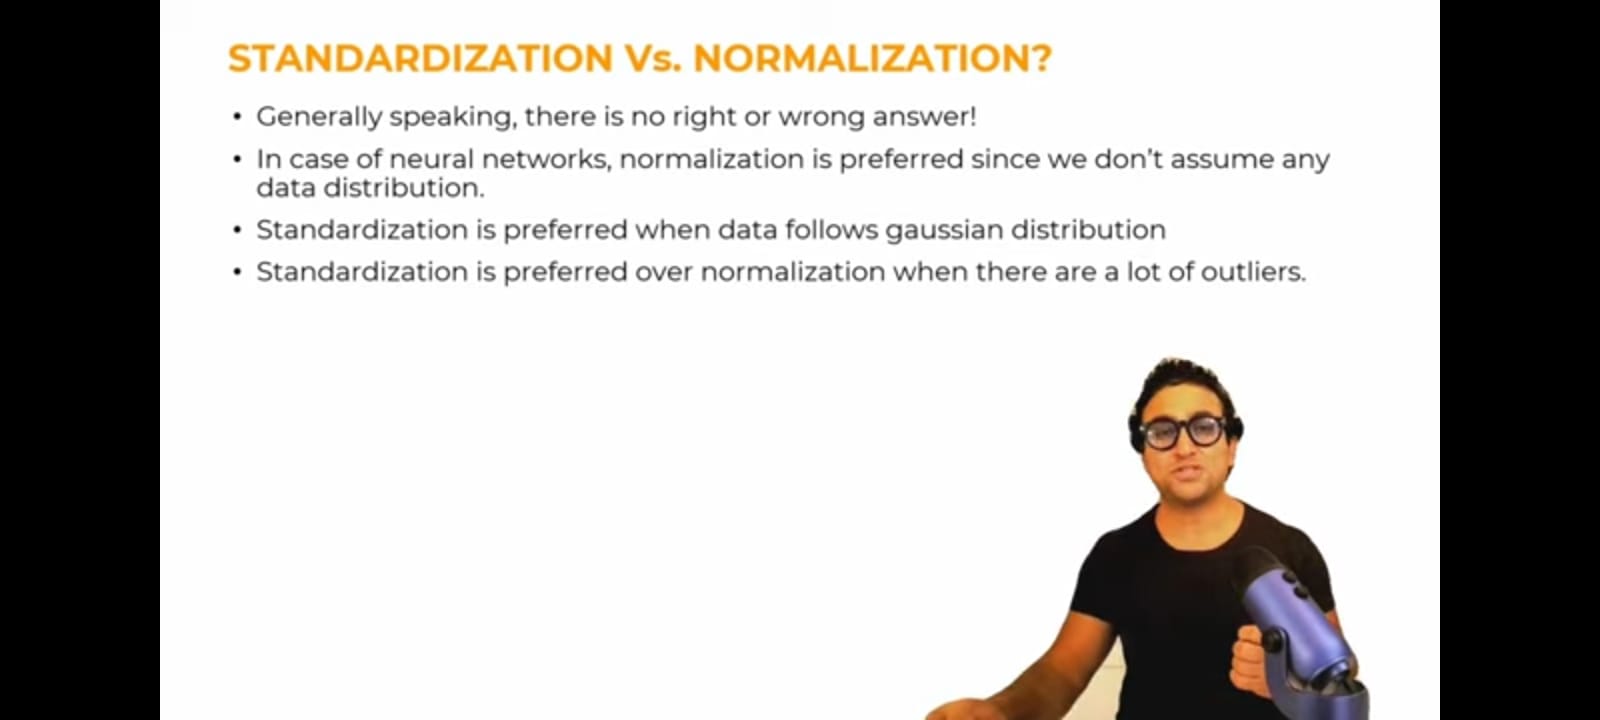 STANDARDIZATION Vs. NORMALIZATION?
• Generally speaking, there is no right or wrong answer!
• In case of neural networks, normalization is preferred since we don't assume any
data distribution.
• Standardization is preferred when data follows gaussian distribution
• Standardization is preferred over normalization when there are a lot of outliers.